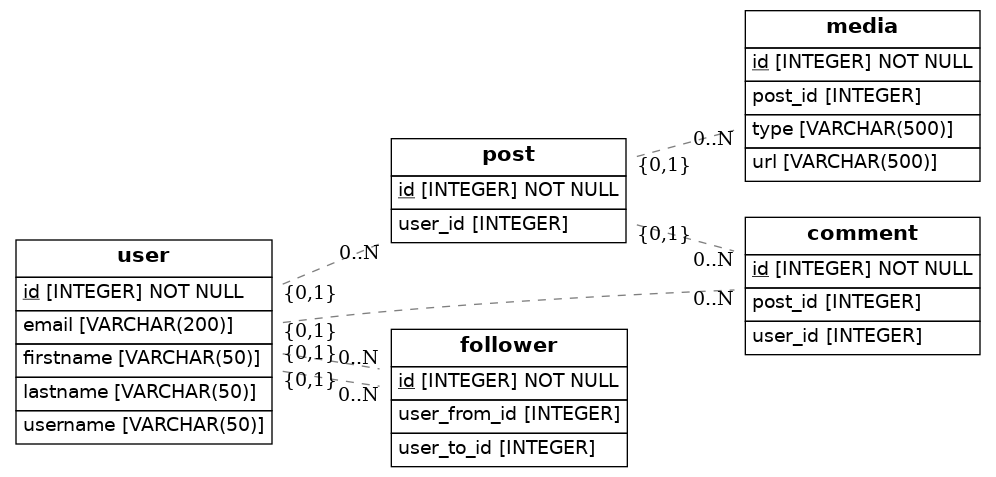 media
id [INTEGER] NOT NULL
post_id [INTEGER]
type [VARCHAR(500)]
url [VARCHAR(500)]
post
id [INTEGER] NOT NULL
user_id [INTEGER]
0..N
{0,1}
{0,1}
0..N
comment
id [INTEGER] NOT NULL
post_id [INTEGER]
user_id [INTEGER]
user
id [INTEGER] NOT NULL
email [VARCHAR(200)]
firstname [VARCHAR(50)]
lastname [VARCHAR(50)]
username [VARCHAR(50)]
0..N
{0,1}
0..N
{0,1}
{0,1}
0..N
{0,1}
0..N
follower
id [INTEGER] NOT NULL
user_from_id [INTEGER]
user_to_id [INTEGER]